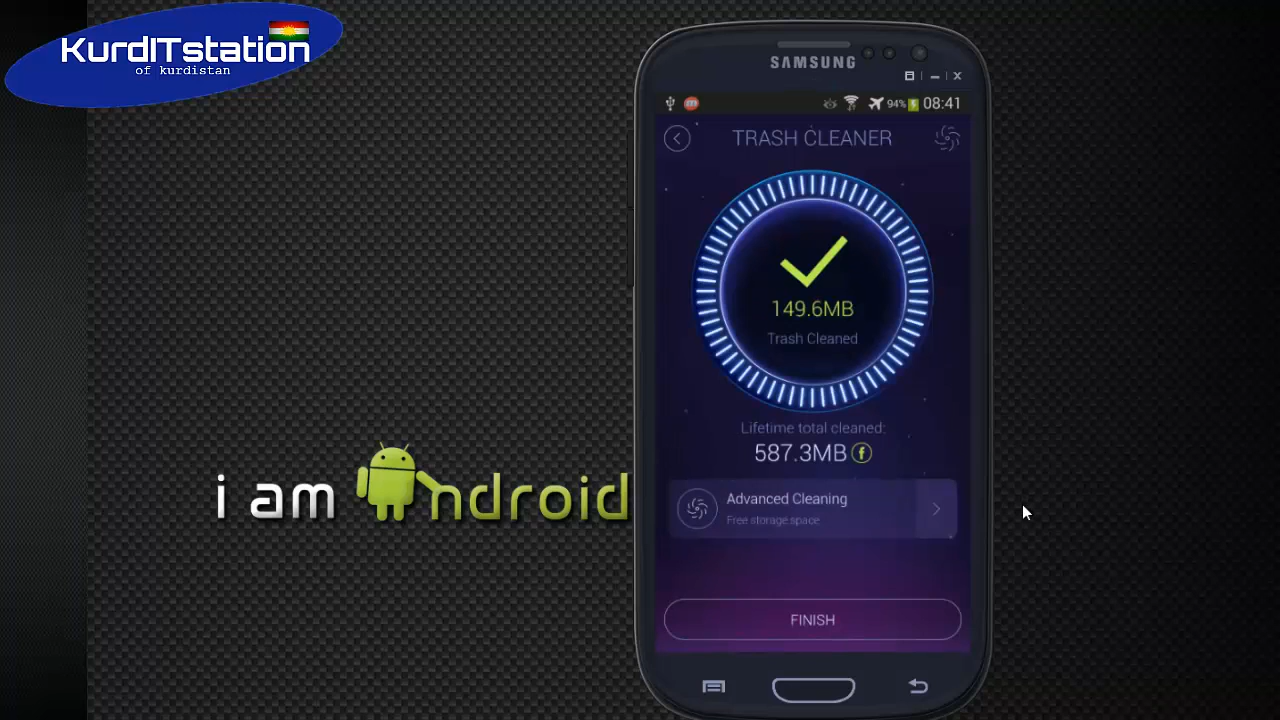 KurdITstation
of kurdistan
SAMSUNG
94% 08:41
TRASH CLEANER
149.6MB
Trash Cleaned
Lifetime total cleaned:
587.3MB
Advanced Cleaning
Free storage space
i am android
FINISH